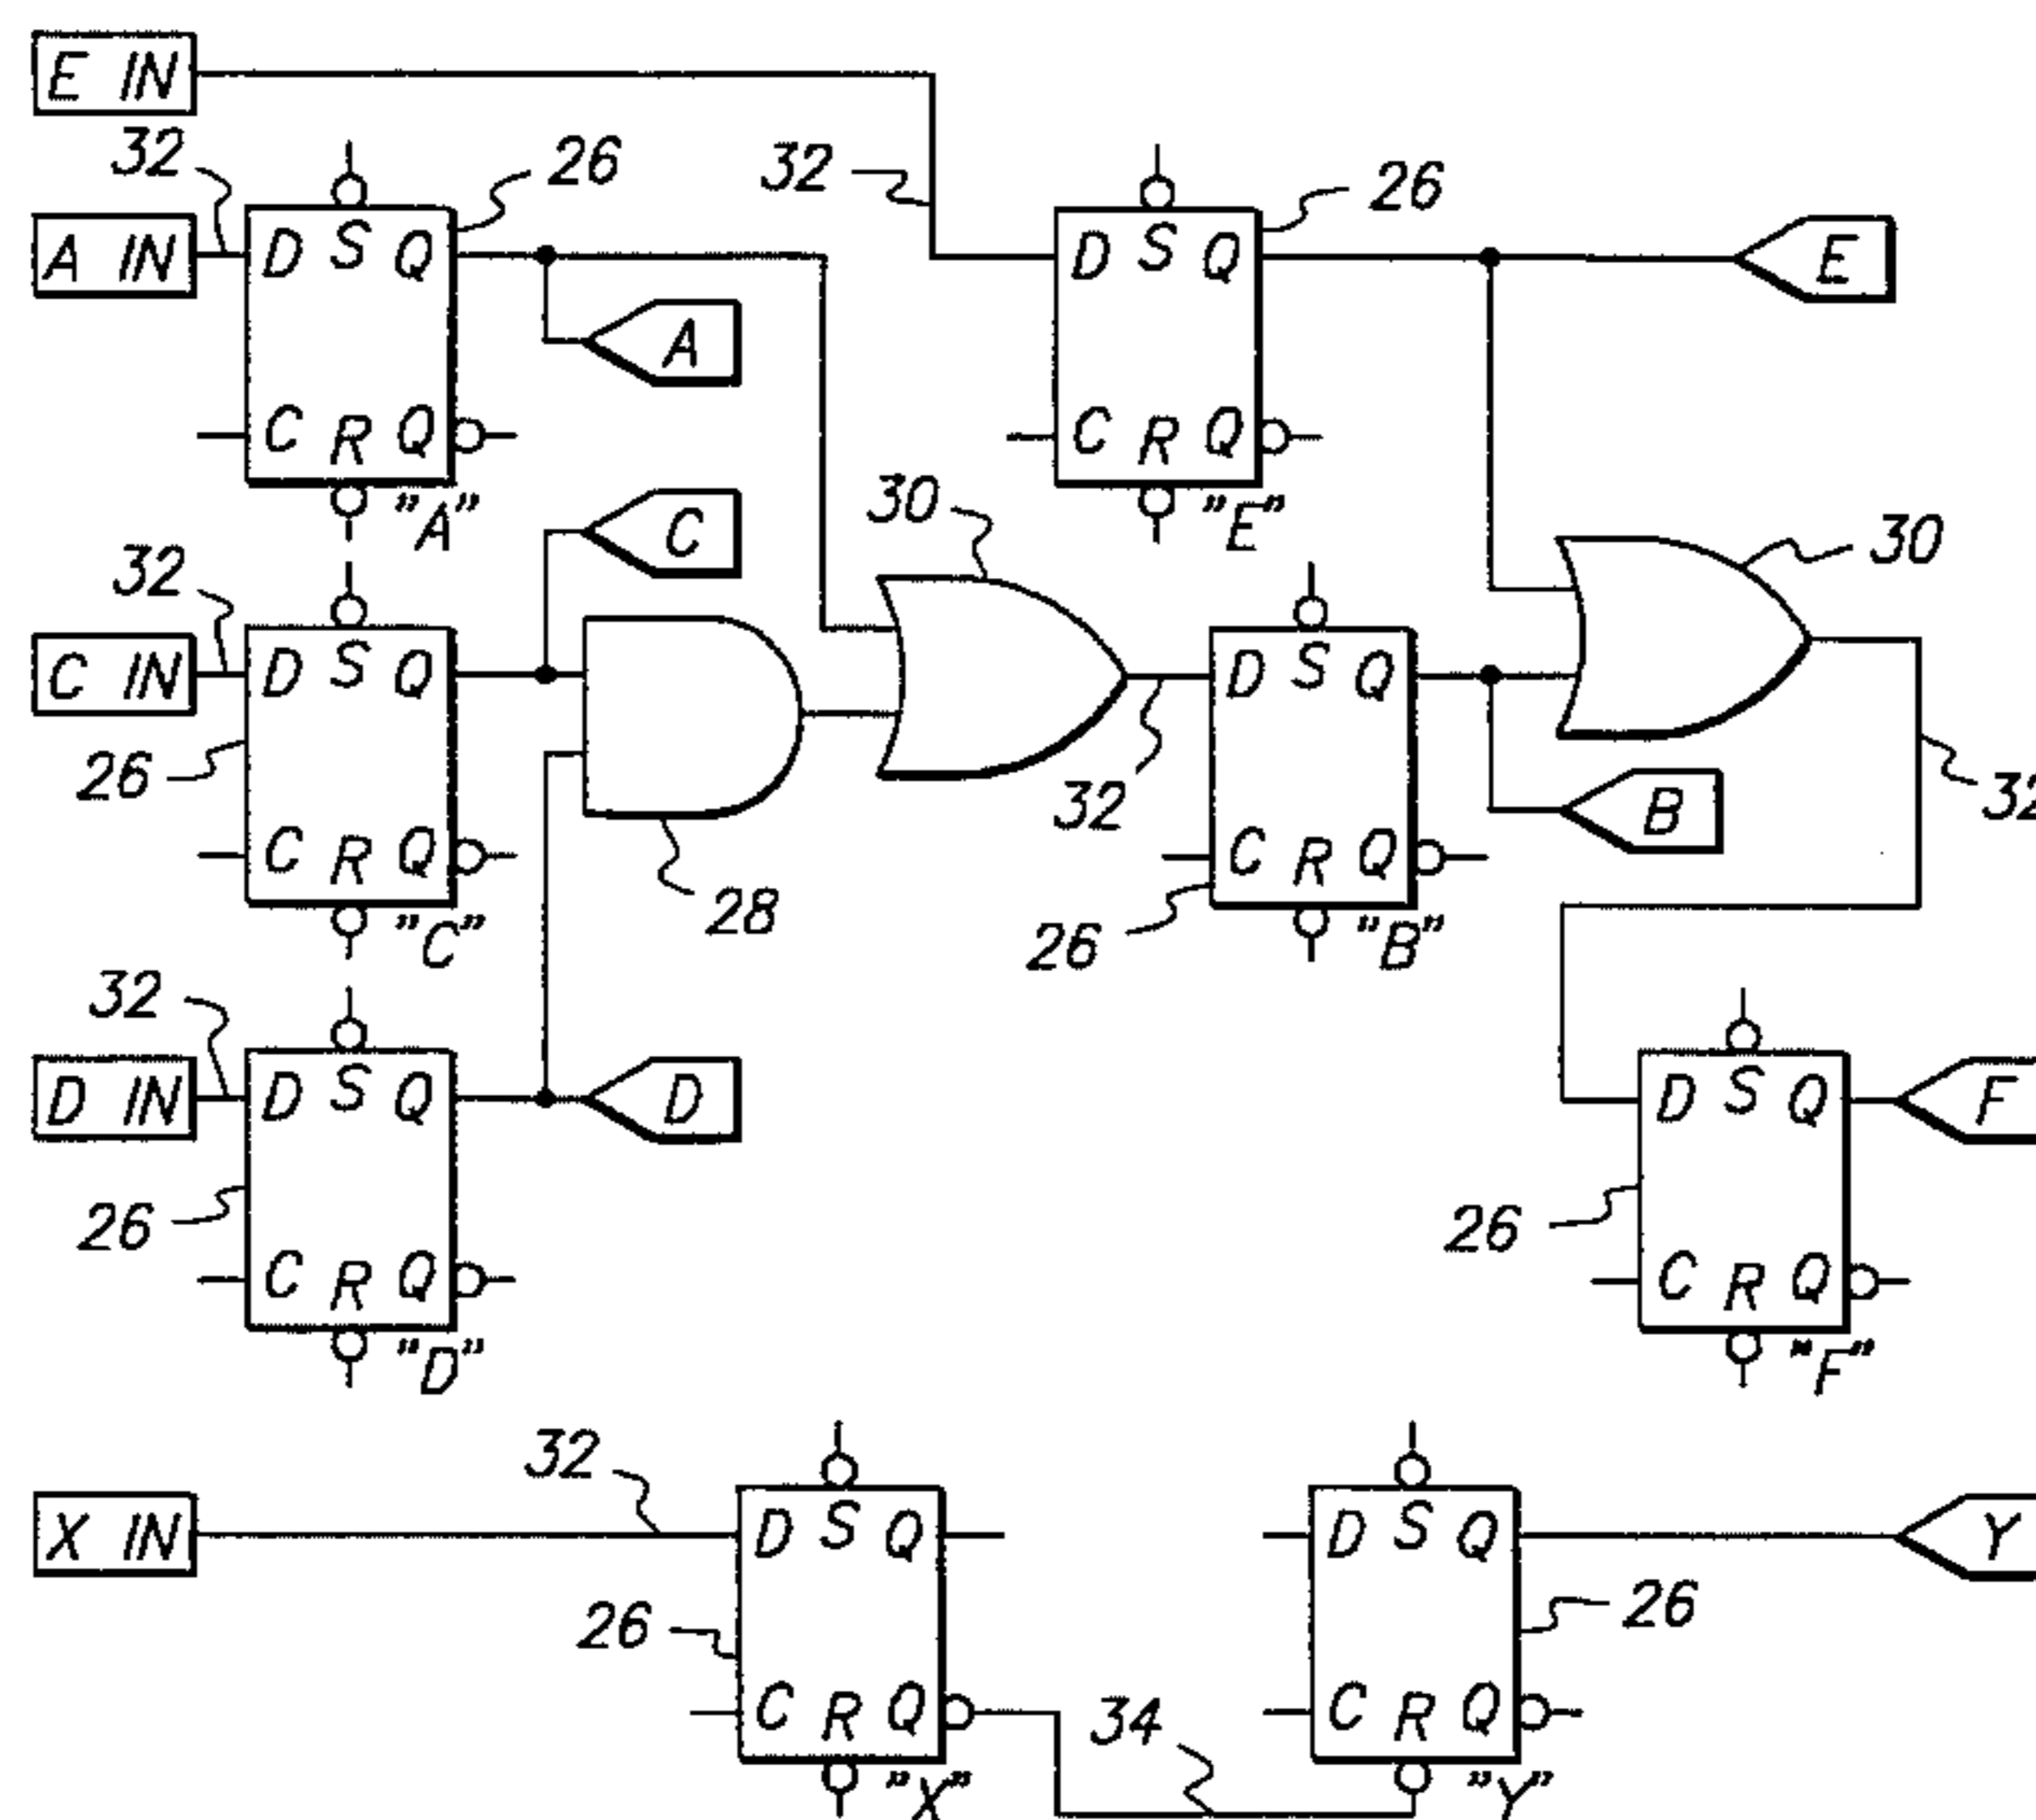 E IN
32
26
32
26
A IN
D S Q
D S Q
E
A
C R Q
C R Q
"A"
C
30
"E"
30
32
C IN
D S Q
D S Q
26
32
32
B
C R Q
C R Q
28
"C"
26
"B"
32
D IN
D S Q
D
D S Q
F
26
26
C R Q
C R Q
"D"
"F"
32
X IN
D S Q
D S Q
Y
26
26
C R Q
34
C R Q
"X"
"Y"